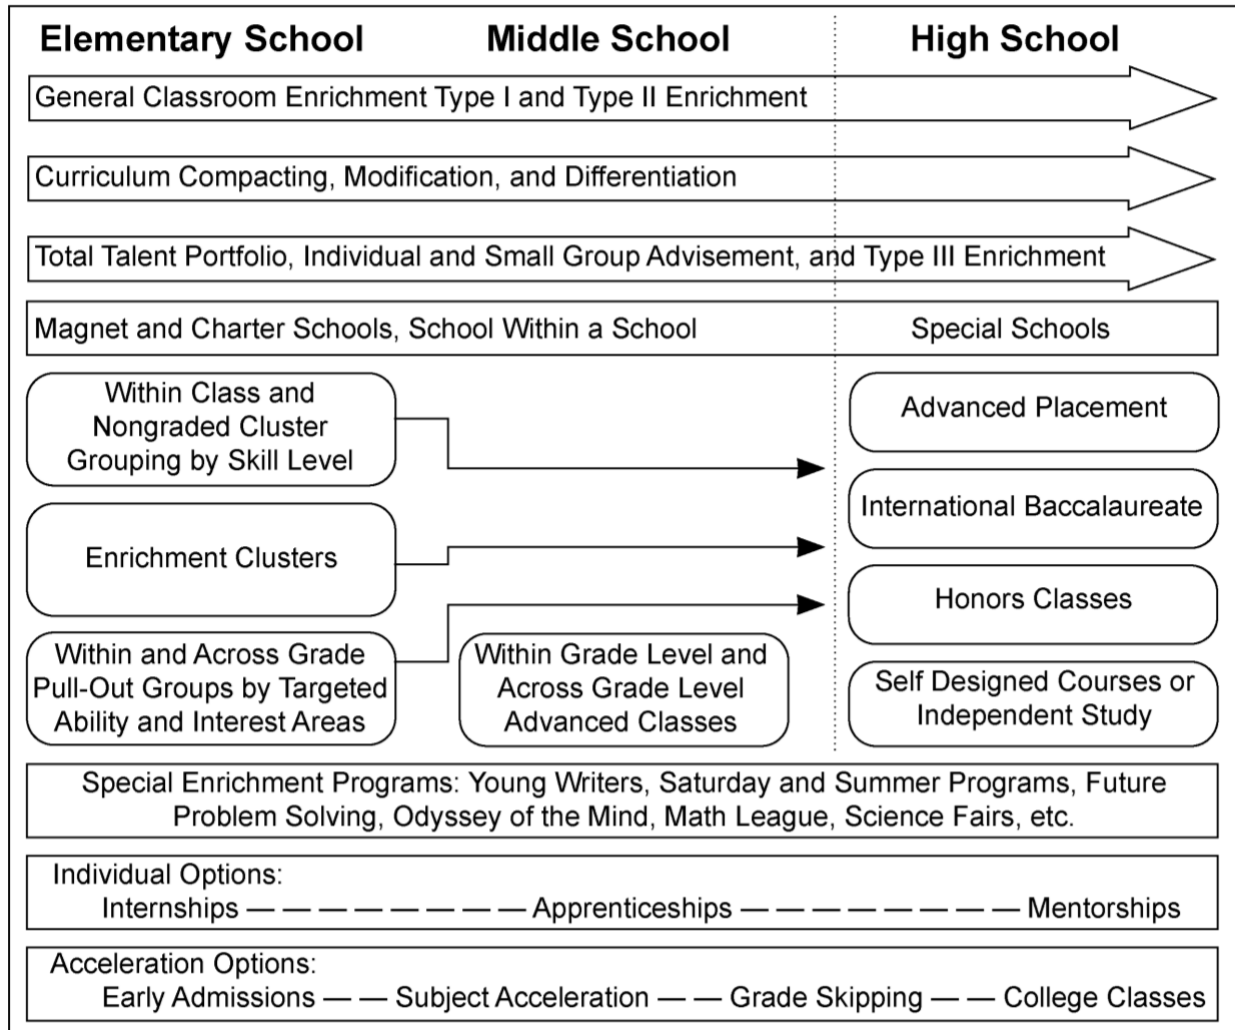 Elementary School Middle School High School
General Classroom Enrichment Type I and Type II Enrichment
Curriculum Compacting, Modification, and Differentiation
Total Talent Portfolio, Individual and Small Group Advisement, and Type III Enrichment
Magnet and Charter Schools, School Within a School Special Schools
Within Class and
Nongraded Cluster
Grouping by Skill Level
Enrichment Clusters
Within and Across Grade
Pull-Out Groups by Targeted
Ability and Interest Areas
Within Grade Level and
Across Grade Level
Advanced Classes
Advanced Placement
International Baccalaureate
Honors Classes
Self Designed Courses or
Independent Study
Special Enrichment Programs: Young Writers, Saturday and Summer Programs, Future
Problem Solving, Odyssey of the Mind, Math League, Science Fairs, etc.
Individual Options:
Internships — — — — — — — Apprenticeships — — — — — — — Mentorships
Acceleration Options:
Early Admissions — — Subject Acceleration — — Grade Skipping — — College Classes